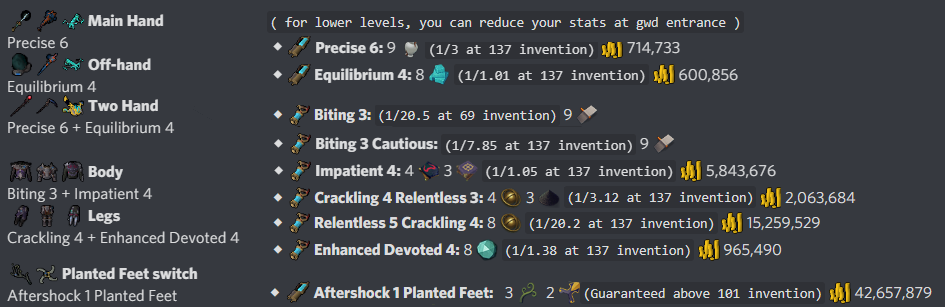 Main Hand
Precise 6
Off-hand
Equilibrium 4
Two Hand
Precise 6 + Equilibrium 4
Body
Biting 3 + Impatient 4
Legs
Crackling 4 + Enhanced Devoted 4
Planted Feet switch
Aftershock 1 Planted Feet
( for lower levels, you can reduce your stats at gwd entrance )
Precise 6: 9 (1/3 at 137 invention) 714,733
Equilibrium 4: 8 (1/1.01 at 137 invention) 600,856
Biting 3: (1/20.5 at 69 invention) 9
Biting 3 Cautious: (1/7.85 at 137 invention) 9
Impatient 4: 4 3 (1/1.05 at 137 invention) 5,843,676
Crackling 4 Relentless 3: 4 3 (1/3.12 at 137 invention) 2,063,684
Relentless 5 Crackling 4: 8 (1/20.2 at 137 invention) 15,259,529
Enhanced Devoted 4: 8 (1/1.38 at 137 invention) 965,490
Aftershock 1 Planted Feet: 3 2 (Guaranteed above 101 invention) 42,657,879